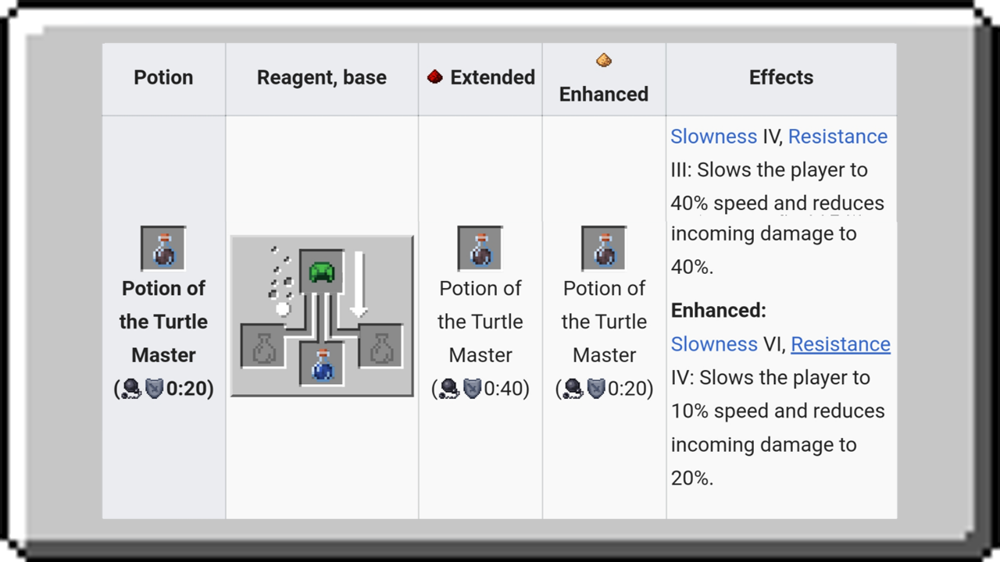 Potion
Reagent, base
Extended
Enhanced
Effects
Potion of
the Turtle
Master
(0:20)
Potion of
the Turtle
Master
(0:40)
Potion of
the Turtle
Master
(0:20)
Slowness IV, Resistance
III: Slows the player to
40% speed and reduces
incoming damage to
40%.
Enhanced:
Slowness VI, Resistance
IV: Slows the player to
10% speed and reduces
incoming damage to
20%.